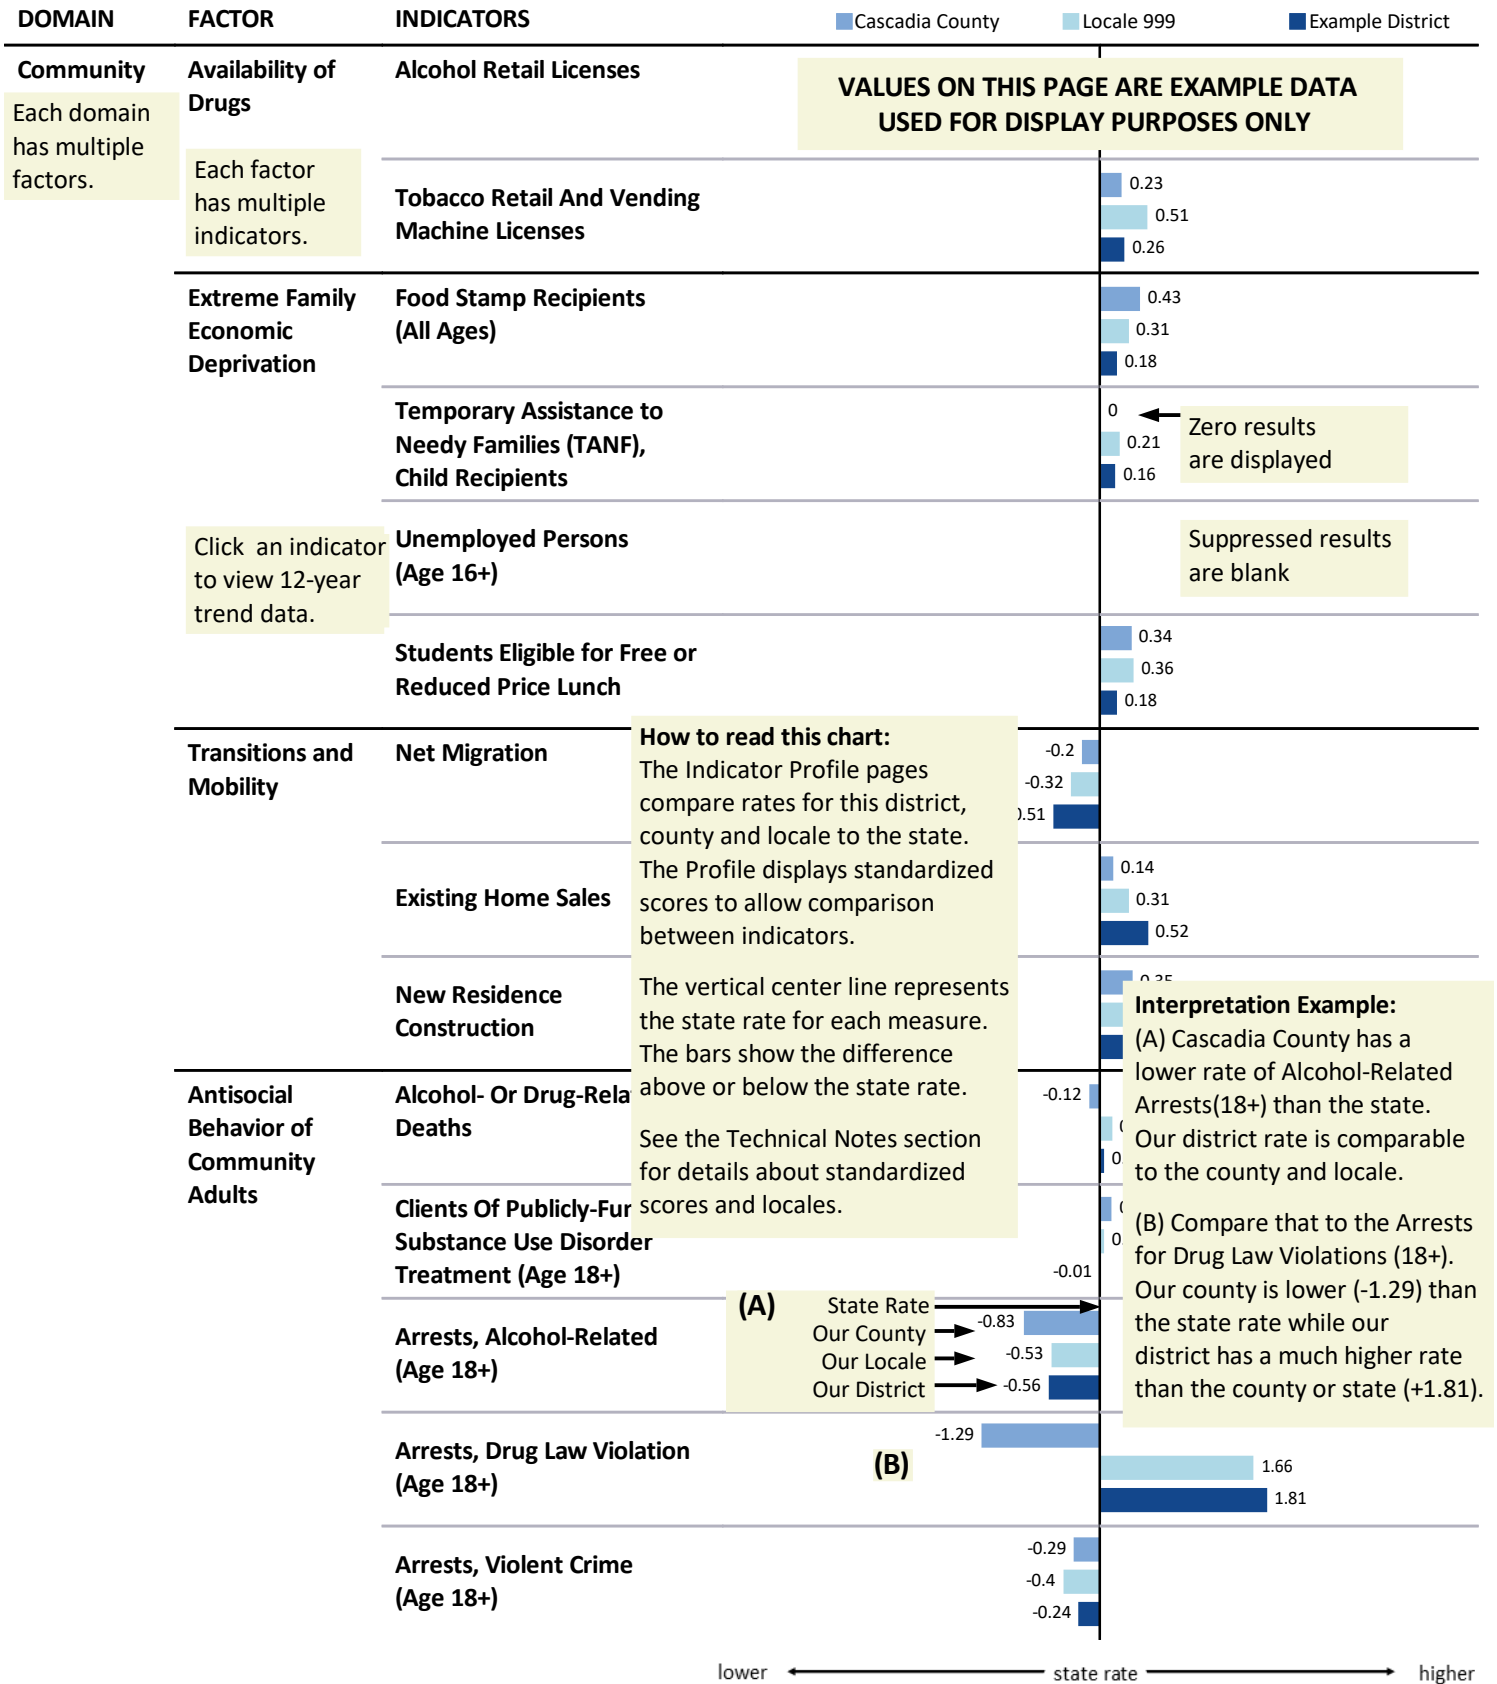 DOMAIN FACTOR INDICATORS Cascadia County Locale 999 Example District
Community
Each domain
has multiple
factors.
Availability of
Drugs
Each factor
has multiple
indicators.
Alcohol Retail Licenses
VALUES ON THIS PAGE ARE EXAMPLE DATA
USED FOR DISPLAY PURPOSES ONLY
Tobacco Retail And Vending
Machine Licenses
0.23
0.51
0.26
Extreme Family
Economic
Deprivation
Food Stamp Recipients
(All Ages)
0.43
0.31
0.18
Temporary Assistance to
Needy Families (TANF),
Child Recipients
0
0.21
0.16
Zero results
are displayed
Click an indicator
to view 12-year
trend data.
Unemployed Persons
(Age 16+)
Suppressed results
are blank
Students Eligible for Free or
Reduced Price Lunch
0.34
0.36
0.18
Transitions and
Mobility
Net Migration
-0.2
-0.32
.51
How to read this chart:
The Indicator Profile pages
compare rates for this district,
county and locale to the state.
The Profile displays standardized
scores to allow comparison
between indicators.
The vertical center line represents
the state rate for each measure.
The bars show the difference
above or below the state rate.
See the Technical Notes section
for details about standardized
scores and locales.
Existing Home Sales
0.14
0.31
0.52
New Residence
Construction
Interpretation Example:
(A) Cascadia County has a
lower rate of Alcohol-Related
Arrests(18+) than the state.
Our district rate is comparable
to the county and locale.
(B) Compare that to the Arrests
for Drug Law Violations (18+).
Our county is lower (-1.29) than
the state rate while our
district has a much higher rate
than the county or state (+1.81).
Antisocial
Behavior of
Community
Adults
Alcohol- Or Drug-Rela
Deaths
-0.12
0.
Clients Of Publicly-Fur
Substance Use Disorder
Treatment (Age 18+)
0.
-0.01
Arrests, Alcohol-Related
(Age 18+)
(A) State Rate
Our County -0.83
Our Locale -0.53
Our District -0.56
Arrests, Drug Law Violation
(Age 18+)
-1.29
(B)
1.66
1.81
Arrests, Violent Crime
(Age 18+)
-0.29
-0.4
-0.24
lower state rate higher